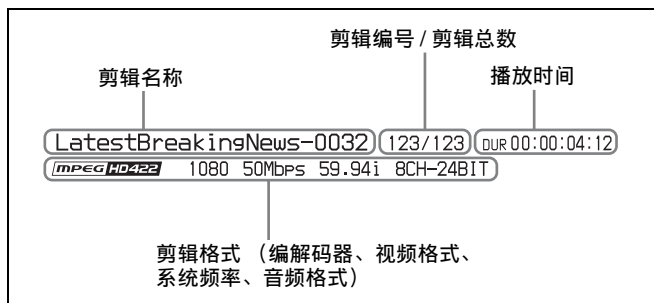 剪辑编号 / 剪辑总数
剪辑名称
播放时间
LatestBreakingNews-0032 123/123 DUR 00:00:04:12
MPEG HD422 1080 50Mbps 59.94i 8CH-24BIT
剪辑格式 （编解码器、视频格式、
系统频率、音频格式）